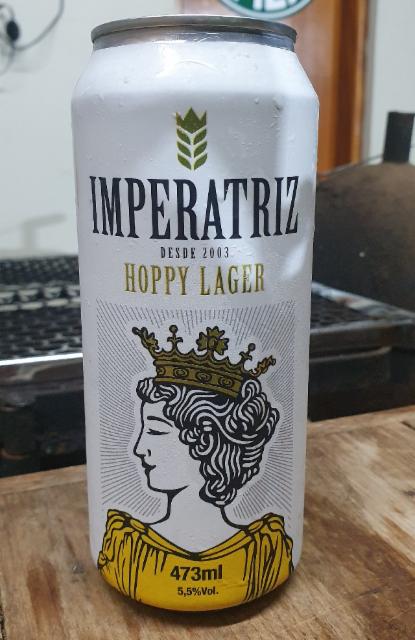 IMPERATRIZ
DESDE 2003
HOPPY LAGER
473ml
5,5%Vol.